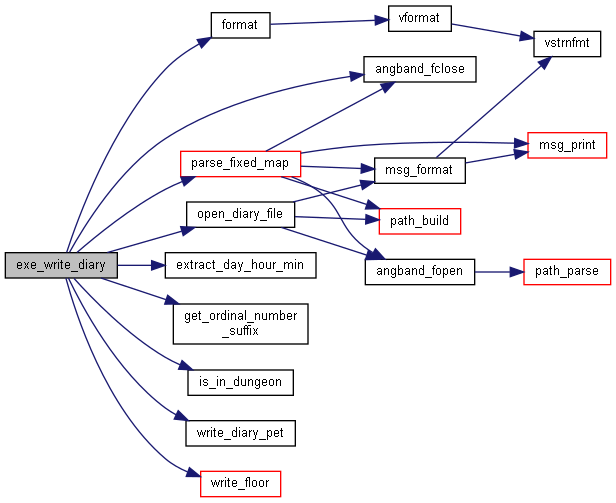 format
vformat
vstrnfmt
angband_fclose
msg_print
parse_fixed_map
msg_format
open_diary_file
path_build
exe_write_diary
extract_day_hour_min
angband_fopen
path_parse
get_ordinal_number
_suffix
is_in_dungeon
write_diary_pet
write_floor